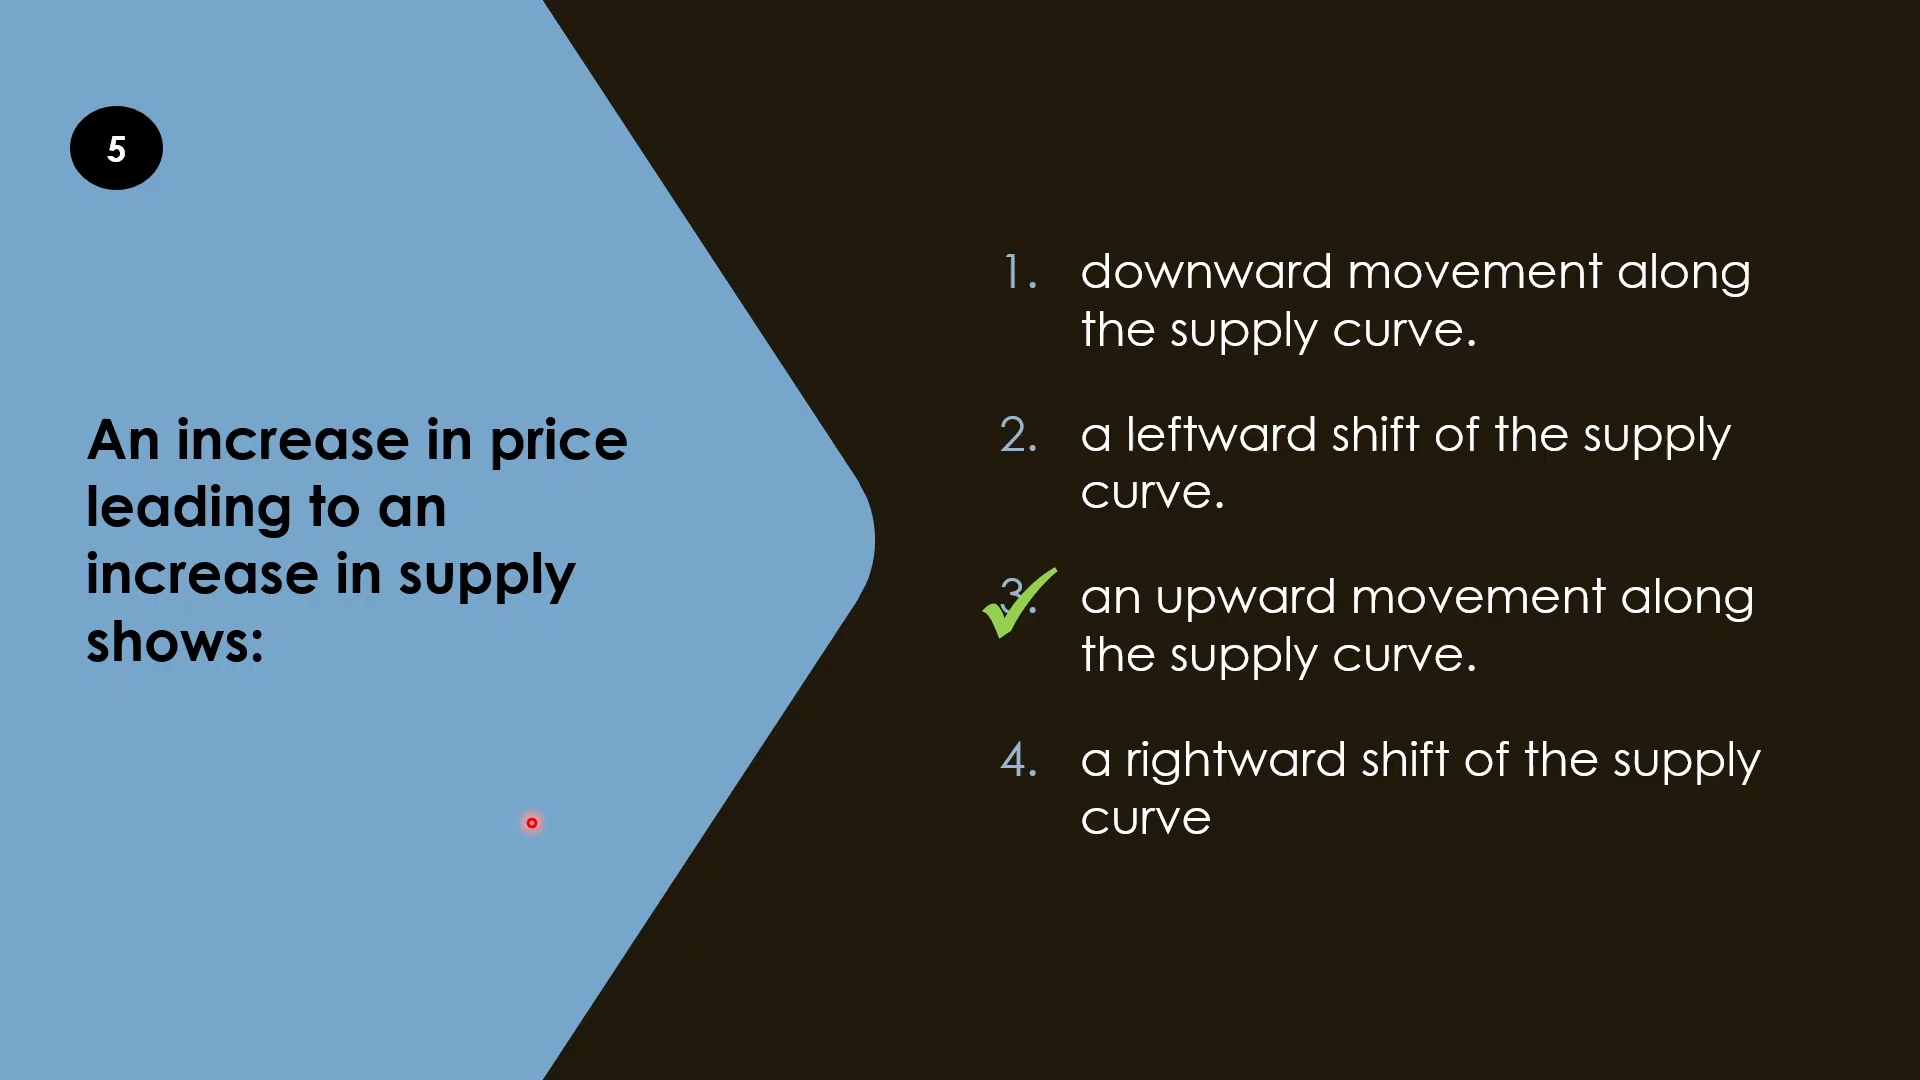 5
An increase in price
leading to an
increase in supply
shows:
1. downward movement along
the supply curve.
2. a leftward shift of the supply
curve.
3. an upward movement along
the supply curve.
4. a rightward shift of the supply
curve